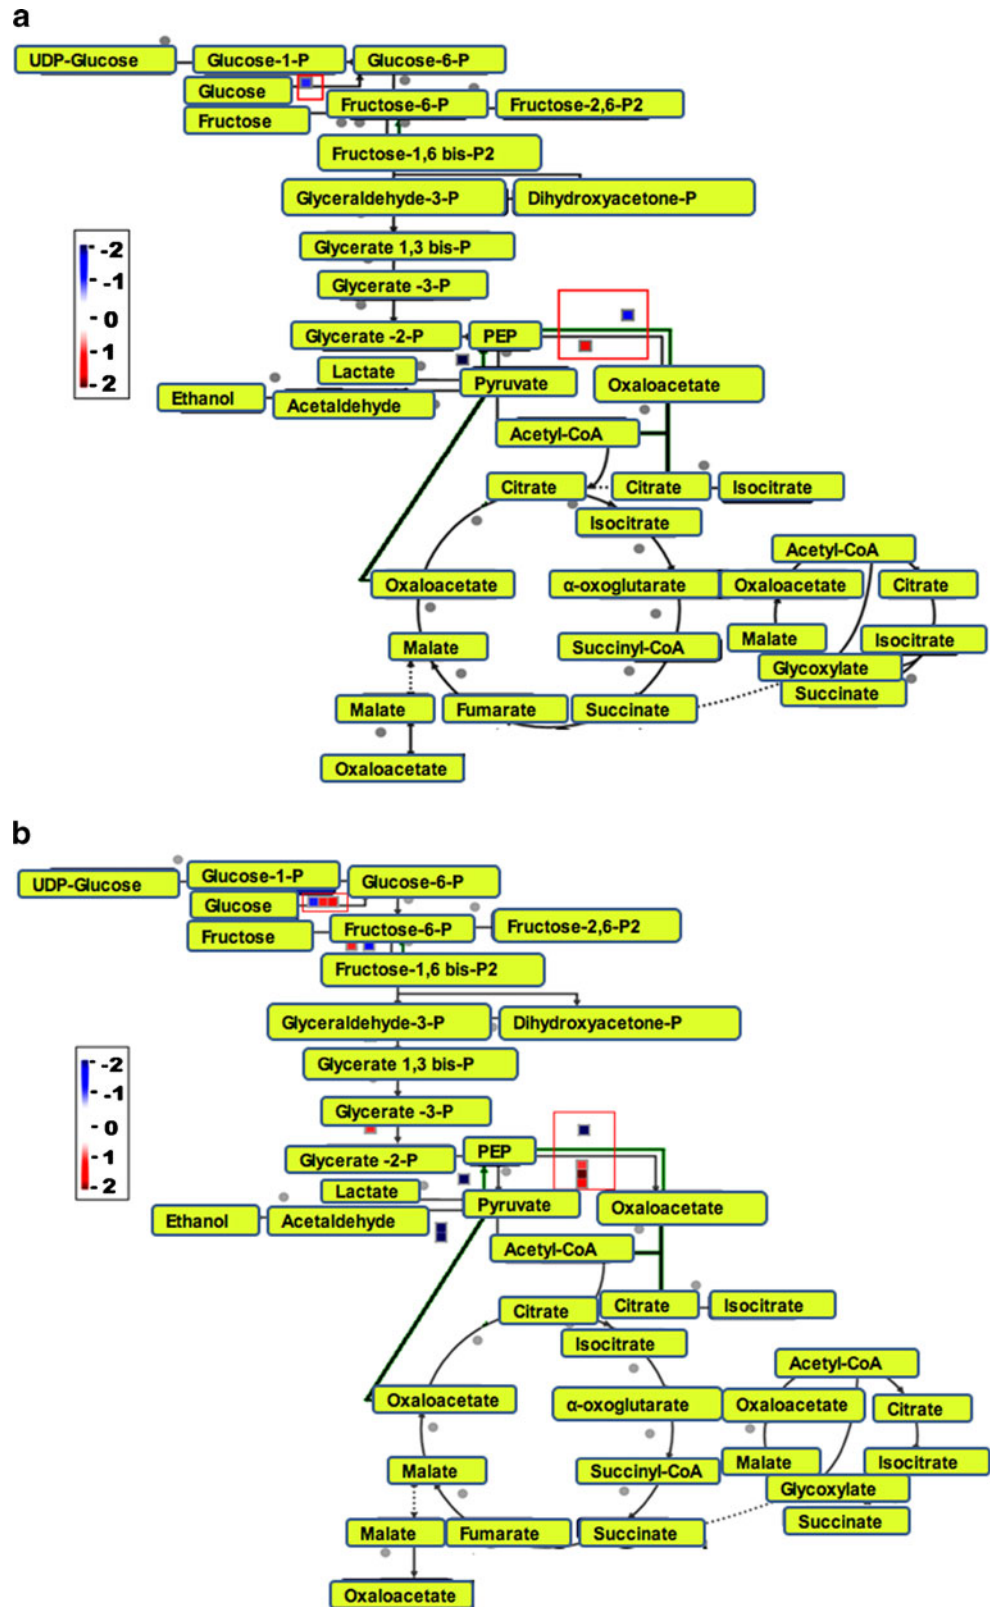 a
UDP-Glucose
Glucose-1-P
Glucose-6-P
Glucose
Fructose-6-P
Fructose-2,6-P2
Fructose
Fructose-1,6 bis-P2
Glyceraldehyde-3-P
Dihydroxyacetone-P
Glycerate 1,3 bis-P
-2
-1
0
1
2
Glycerate -3-P
Glycerate -2-P
PEP
Lactate
Pyruvate
Oxaloacetate
Ethanol
Acetaldehyde
Acetyl-CoA
Citrate
Citrate
Isocitrate
Isocitrate
Acetyl-CoA
Oxaloacetate
α-oxoglutarate
Oxaloacetate
Citrate
Malate
Succinyl-CoA
Malate
Isocitrate
Glycoxylate
Succinate
Malate
Fumarate
Succinate
Oxaloacetate
b
UDP-Glucose
Glucose-1-P
Glucose-6-P
Glucose
Fructose
Fructose-6-P
Fructose-2,6-P2
Fructose-1,6 bis-P2
Glyceraldehyde-3-P
Dihydroxyacetone-P
Glycerate 1,3 bis-P
-2
-1
0
1
2
Glycerate -3-P
Glycerate -2-P
PEP
Lactate
Pyruvate
Oxaloacetate
Ethanol
Acetaldehyde
Acetyl-CoA
Citrate
Citrate
Isocitrate
Isocitrate
Acetyl-CoA
Oxaloacetate
α-oxoglutarate
Oxaloacetate
Citrate
Malate
Succinyl-CoA
Malate
Isocitrate
Glycoxylate
Succinate
Malate
Fumarate
Succinate
Oxaloacetate